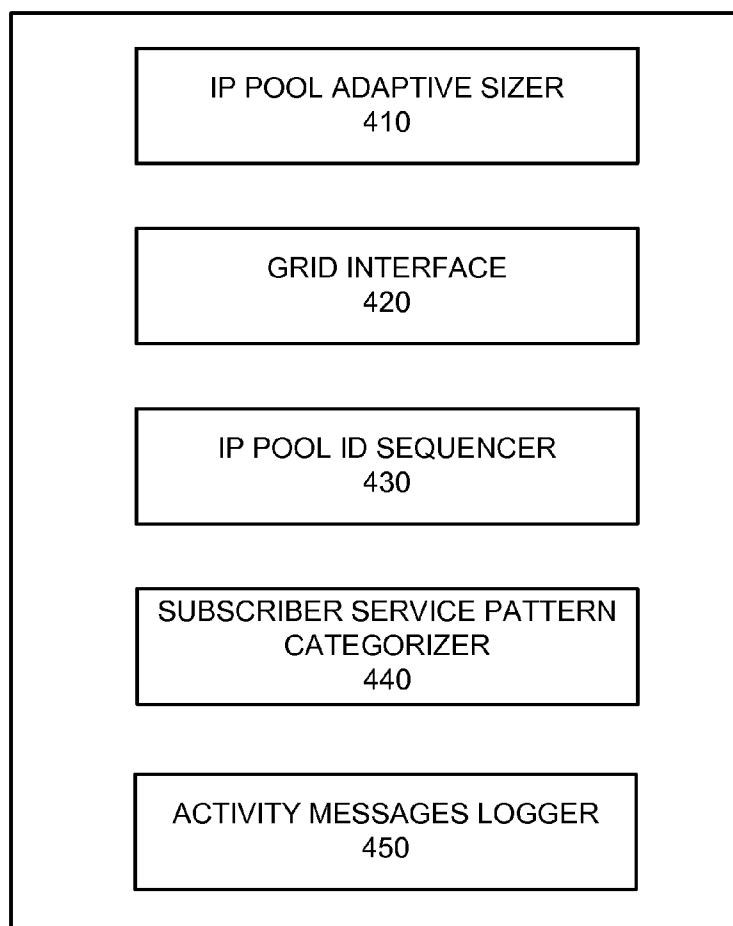 IP POOL ADAPTIVE SIZER
410
GRID INTERFACE
420
IP POOL ID SEQUENCER
430
SUBSCRIBER SERVICE PATTERN
CATEGORIZER
440
ACTIVITY MESSAGES LOGGER
450